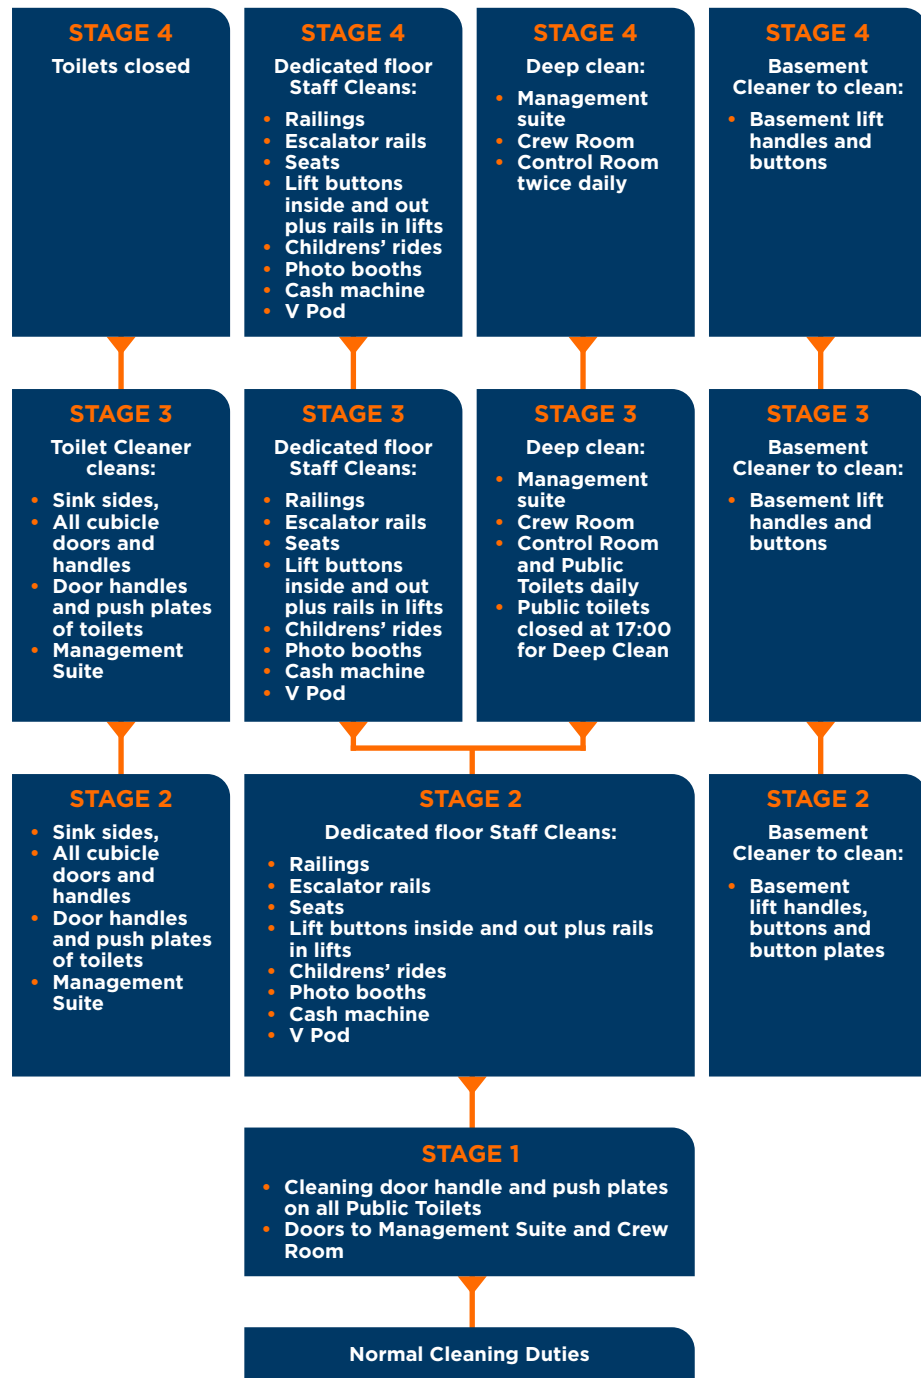 STAGE 4
Toilets closed
STAGE 4
Dedicated floor
Staff Cleans:
• Railings
• Escalator rails
• Seats
• Lift buttons
inside and out
plus rails in lifts
• Childrens’ rides
• Photo booths
• Cash machine
• V Pod
STAGE 4
Deep clean:
• Management
suite
• Crew Room
• Control Room
twice daily
STAGE 4
Basement
Cleaner to clean:
• Basement lift
handles and
buttons
STAGE 3
Toilet Cleaner
cleans:
• Sink sides,
• All cubicle
doors and
handles
• Door handles
and push plates
of toilets
• Management
Suite
STAGE 3
Dedicated floor
Staff Cleans:
• Railings
• Escalator rails
• Seats
• Lift buttons
inside and out
plus rails in lifts
• Childrens’ rides
• Photo booths
• Cash machine
• V Pod
STAGE 3
Deep clean:
• Management
suite
• Crew Room
• Control Room
and Public
Toilets daily
• Public toilets
closed at 17:00
for Deep Clean
STAGE 3
Basement
Cleaner to clean:
• Basement lift
handles and
buttons
STAGE 2
• Sink sides,
• All cubicle
doors and
handles
• Door handles
and push plates
of toilets
• Management
Suite
STAGE 2
Dedicated floor Staff Cleans:
• Railings
• Escalator rails
• Seats
• Lift buttons inside and out plus rails
in lifts
• Childrens’ rides
• Photo booths
• Cash machine
• V Pod
STAGE 2
Basement
Cleaner to clean:
• Basement
lift handles,
buttons and
button plates
STAGE 1
• Cleaning door handle and push plates
on all Public Toilets
• Doors to Management Suite and Crew
Room
Normal Cleaning Duties